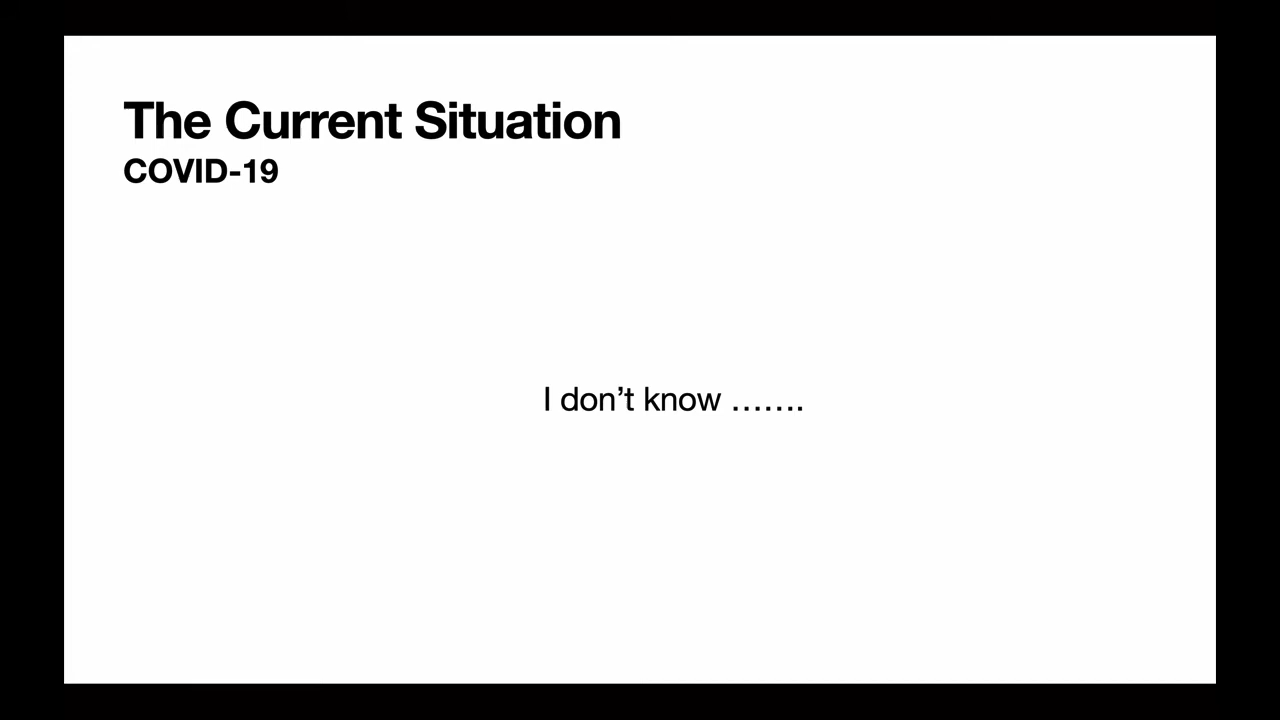 The Current Situation
COVID-19
I don’t know …….